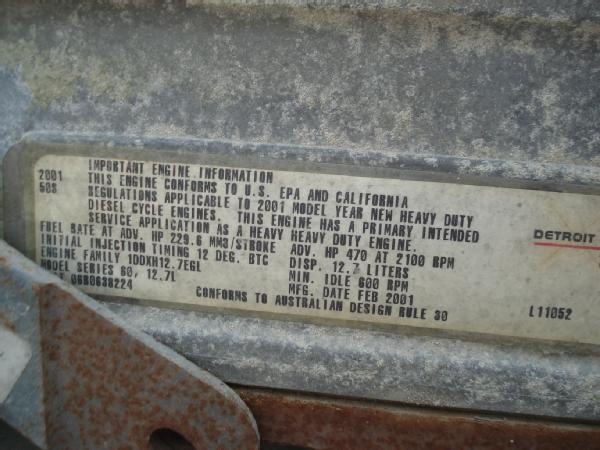 IMPORTANT ENGINE INFORMATION
2001 THIS ENGINE CONFORMS TO U.S. EPA AND CALIFORNIA
50S REGULATIONS APPLICABLE TO 2001 MODEL YEAR NEW HEAVY DUTY
DIESEL CYCLE ENGINES. THIS ENGINE HAS A PRIMARY INTENDED
SERVICE APPLICATION AS A HEAVY HEAVY DUTY ENGINE.
FUEL RATE AT ADV. HP 229.6 MM3/STROKE ADV. HP 470 AT 2100 RPM
INITIAL INJECTION TIMING 12 DEG. BTC DISP. 12.7 LITERS
ENGINE FAMILY 1DDXH12.7EGL MIN. IDLE 600 RPM
MODEL SERIES 60, 12.7L MFG. DATE FEB 2001
06R0638224 CONFORMS TO AUSTRALIAN DESIGN RULE 30
DETROIT
L11052